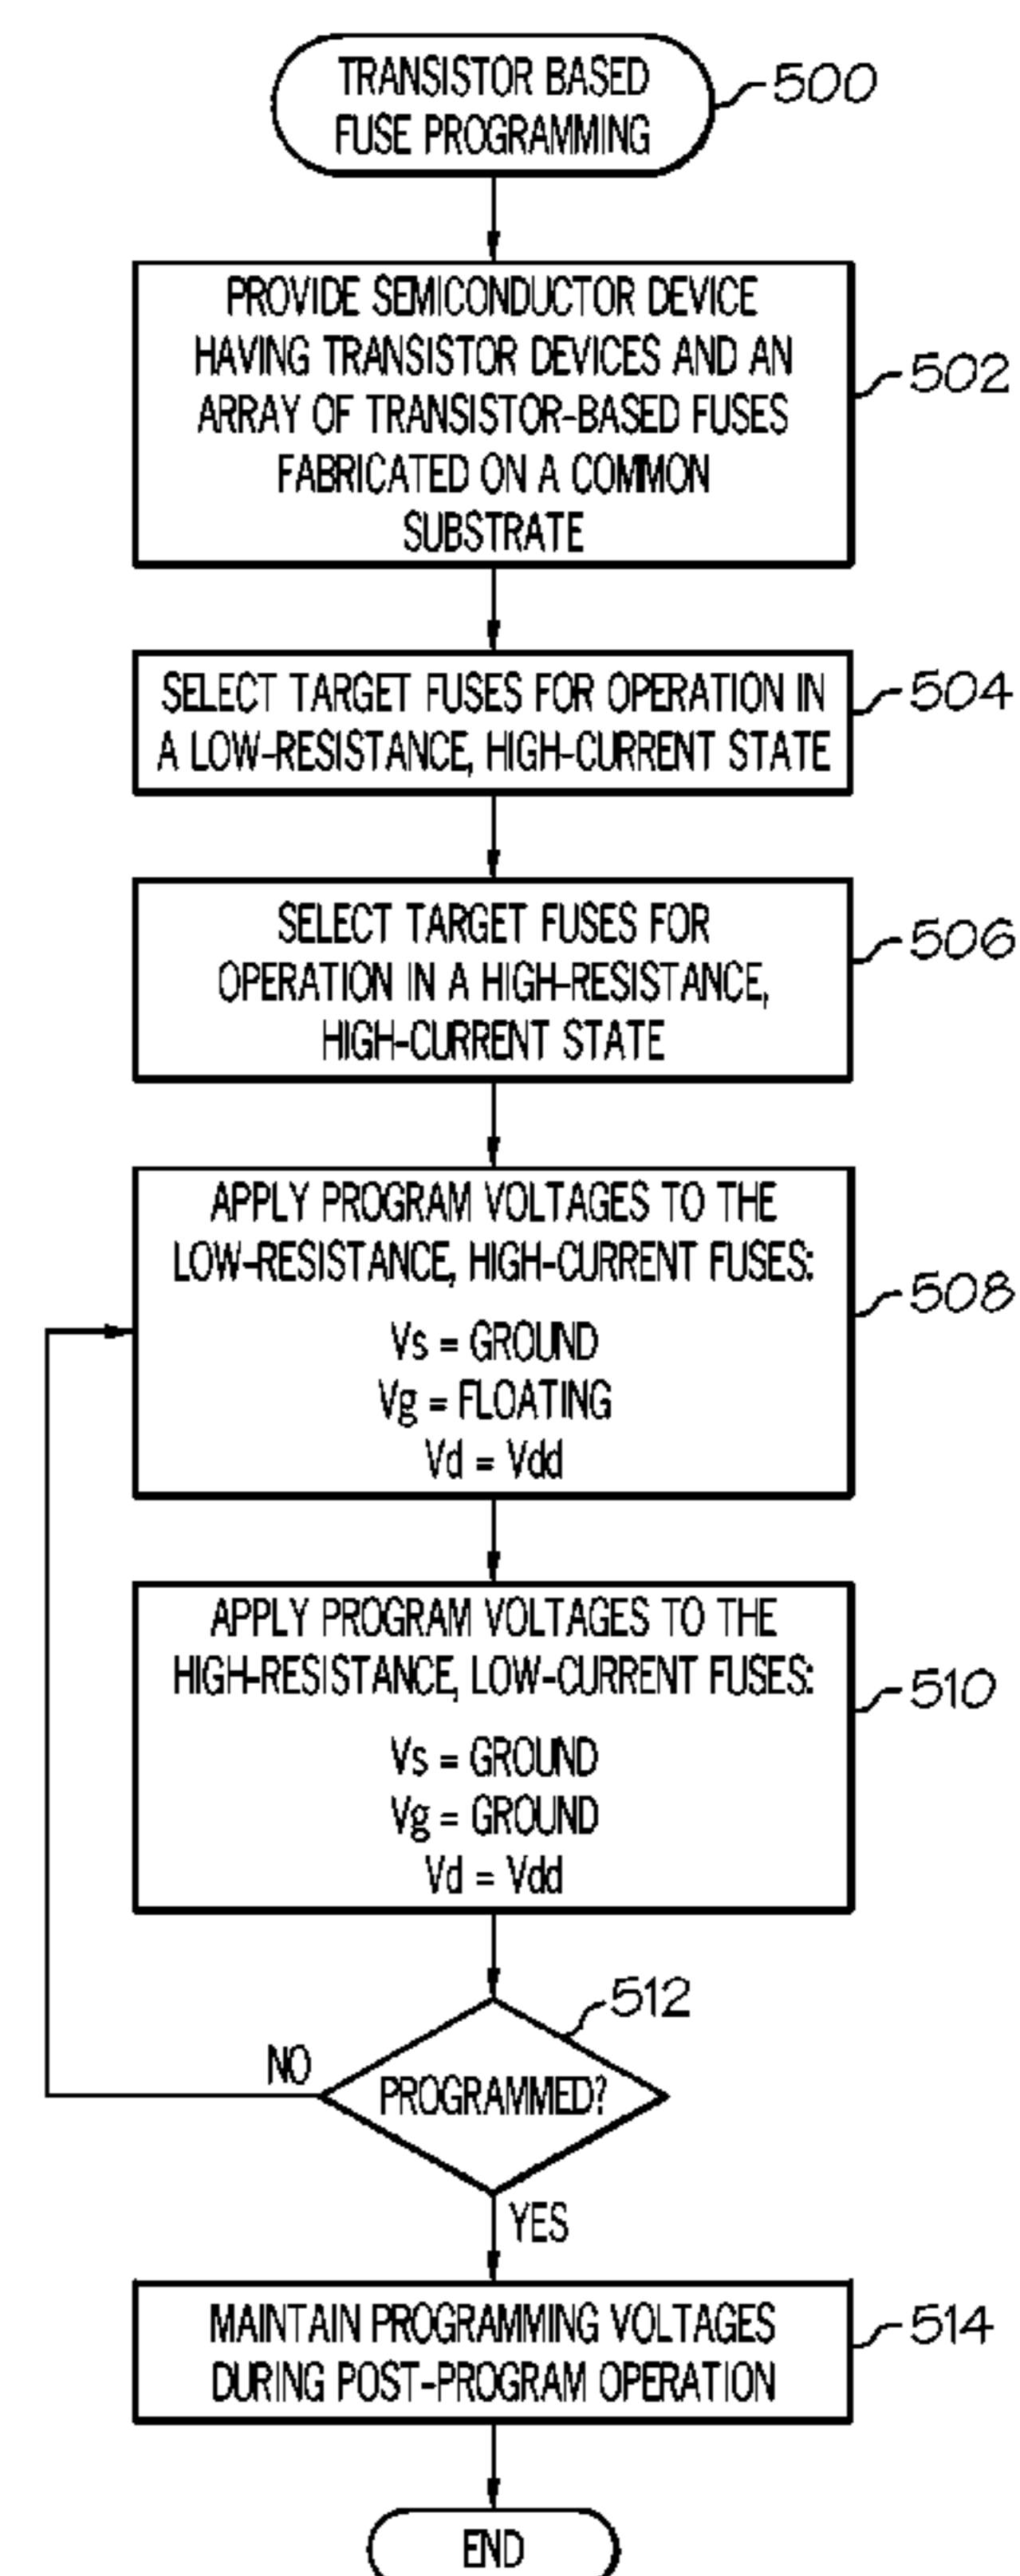 TRANSISTOR BASED
FUSE PROGRAMMING
500
PROVIDE SEMICONDUCTOR DEVICE
HAVING TRANSISTOR DEVICES AND AN
ARRAY OF TRANSISTOR-BASED FUSES
FABRICATED ON A COMMON
SUBSTRATE
502
SELECT TARGET FUSES FOR OPERATION IN
A LOW-RESISTANCE, HIGH-CURRENT STATE
504
SELECT TARGET FUSES FOR
OPERATION IN A HIGH-RESISTANCE,
HIGH-CURRENT STATE
506
APPLY PROGRAM VOLTAGES TO THE
LOW-RESISTANCE, HIGH-CURRENT FUSES:
Vs = GROUND
Vg = FLOATING
Vd = Vdd
508
APPLY PROGRAM VOLTAGES TO THE
HIGH-RESISTANCE, LOW-CURRENT FUSES:
Vs = GROUND
Vg = GROUND
Vd = Vdd
510
512
PROGRAMMED?
NO
YES
MAINTAIN PROGRAMMING VOLTAGES
DURING POST-PROGRAM OPERATION
514
END